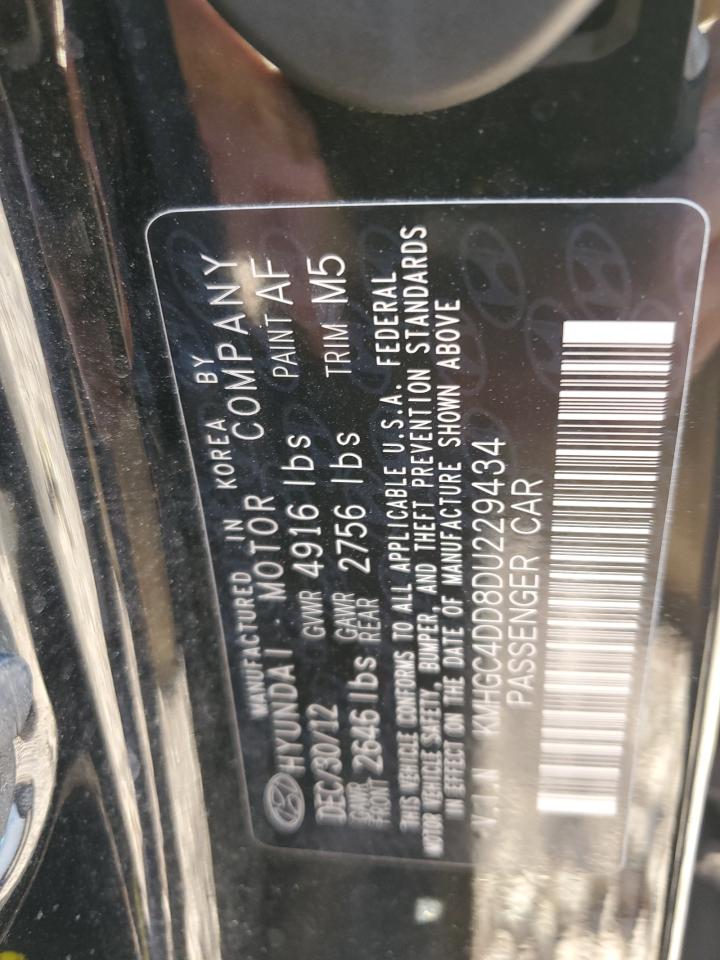 MANUFACTURED IN KOREA BY
HYUNDAI MOTOR COMPANY
DEC/30/12 GVWR 4916 lbs PAINT AF
GAWR FRONT 2646 lbs GAWR REAR 2756 lbs TRIM M5
THIS VEHICLE CONFORMS TO ALL APPLICABLE U.S.A. FEDERAL
MOTOR VEHICLE SAFETY, BUMPER, AND THEFT PREVENTION STANDARDS
IN EFFECT ON THE DATE OF MANUFACTURE SHOWN ABOVE
V.I.N KMHGC4DD8DU229434
PASSENGER CAR